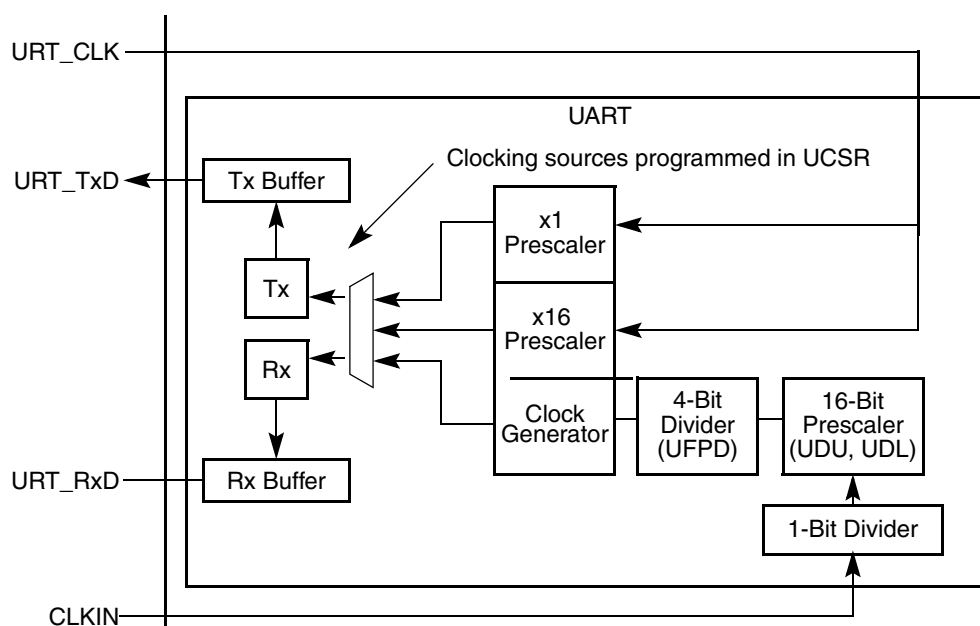 URT_CLK
UART
Clocking sources programmed in UCSR
URT_TxD
Tx Buffer
x1
Prescaler
Tx
x16
Prescaler
Rx
Clock
Generator
4-Bit
Divider
(UFPD)
16-Bit
Prescaler
(UDU, UDL)
URT_RxD
Rx Buffer
1-Bit Divider
CLKIN